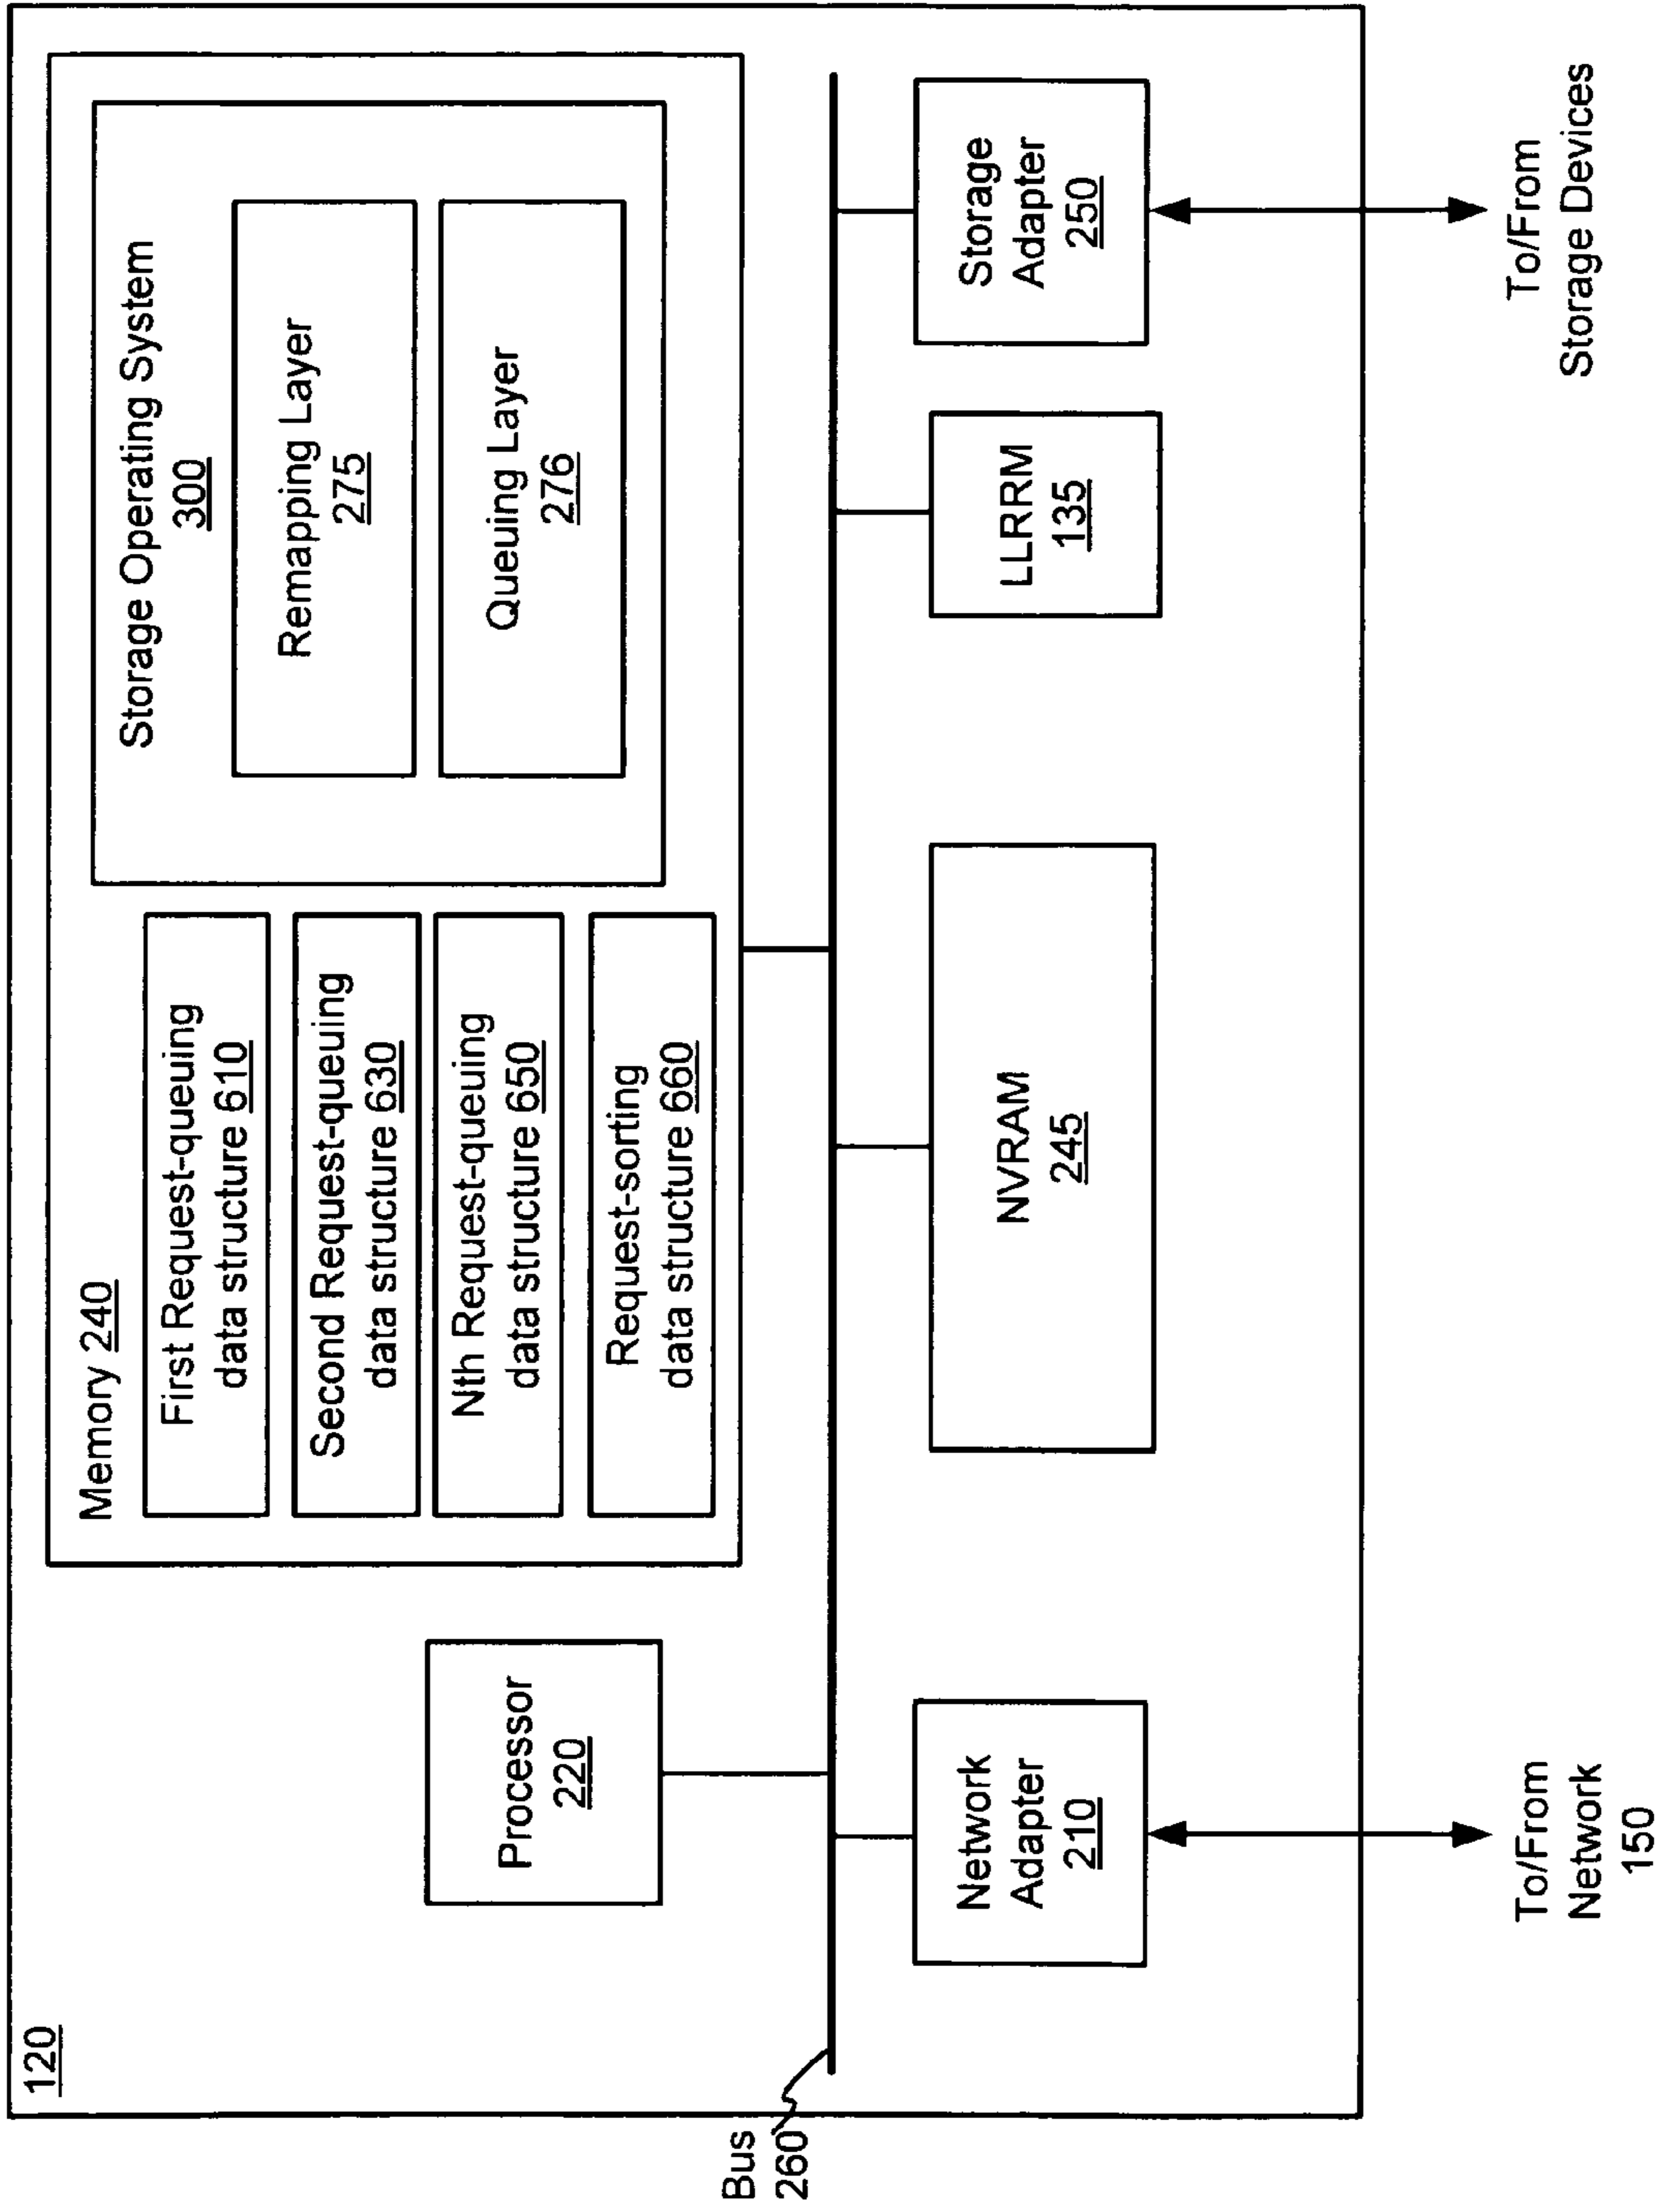 120
Memory 240
First Request-queuing
data structure 610
Second Request-queuing
data structure 630
Nth Request-queuing
data structure 650
Request-sorting
data structure 660
Storage Operating System
300
Remapping Layer
275
Queuing Layer
276
Processor
220
Bus
260
Network
Adapter
210
NVRAM
245
LLRRM
135
Storage
Adapter
250
To/From
Network
150
To/From
Storage Devices